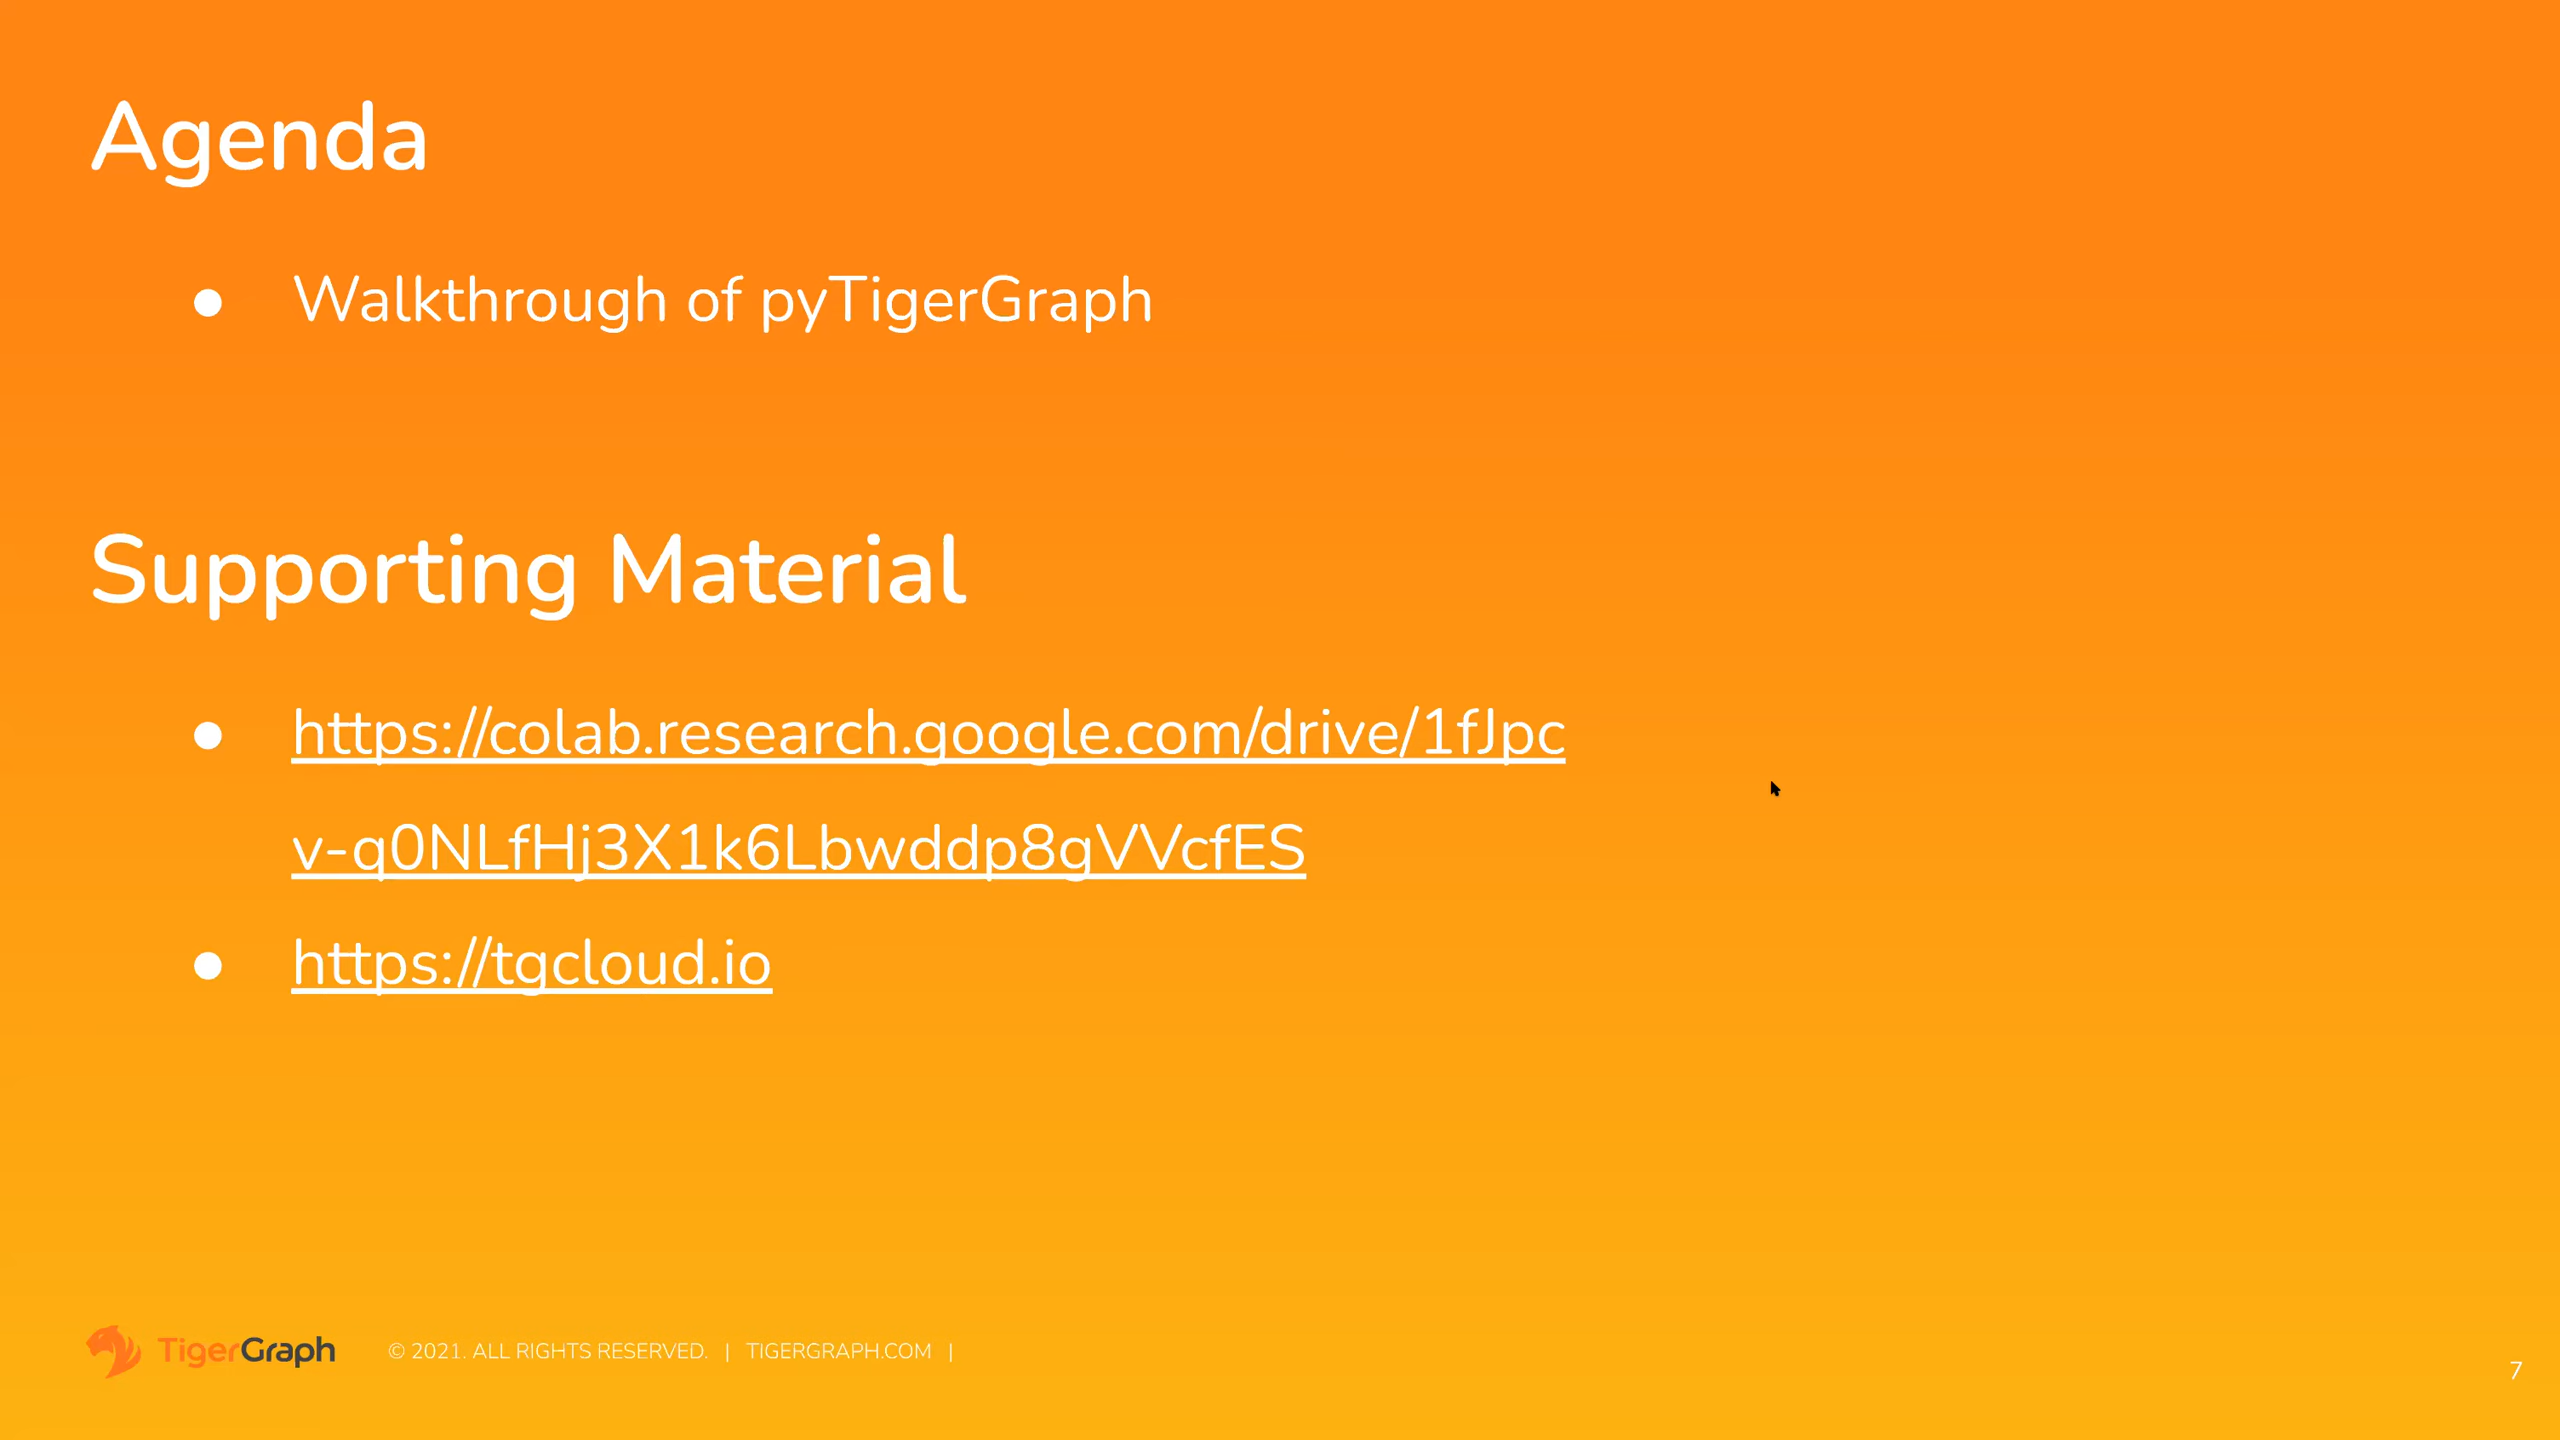 Agenda
● Walkthrough of pyTigerGraph
Supporting Material
● https://colab.research.google.com/drive/1fJpc
v-q0NLfHj3X1k6Lbwddp8gVVcfES
● https://tgcloud.io
TigerGraph © 2021. ALL RIGHTS RESERVED. | TIGERGRAPH.COM |
7